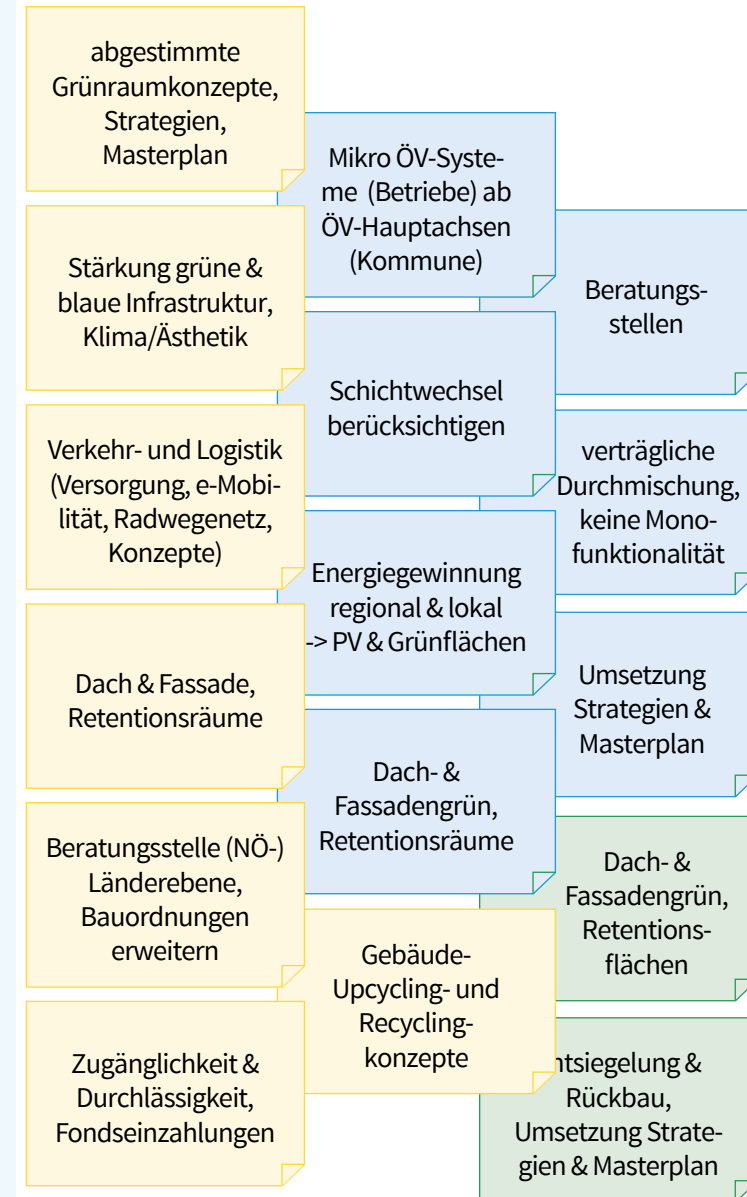 abgestimmte
Grünraumkonzepte,
Strategien,
Masterplan
Stärkung grüne &
blaue Infrastruktur,
Klima/Ästhetik
Verkehr- und Logistik
(Versorgung, e-Mobi-
lität, Radwegenetz,
Konzepte)
Dach & Fassade,
Retentionsräume
Beratungsstelle (NÖ-)
Länderebene,
Bauordnungen
erweitern
Zugänglichkeit &
Durchlässigkeit,
Fondseinzahlungen
Mikro ÖV-Syste-
me (Betriebe) ab
ÖV-Hauptachsen
(Kommune)
Schichtwechsel
berücksichtigen
Energiegewinnung
regional & lokal
-> PV & Grünflächen
Dach- &
Fassadengrün,
Retentionsräume
Gebäude-
Upcycling- und
Recycling-
konzepte
Beratungs-
stellen
verträgliche
Durchmischung,
keine Mono-
funktionalität
Umsetzung
Strategien &
Masterplan
Dach- &
Fassadengrün,
Retentions-
flächen
ntsiegelung &
Rückbau,
Umsetzung Strate-
gien & Masterplan